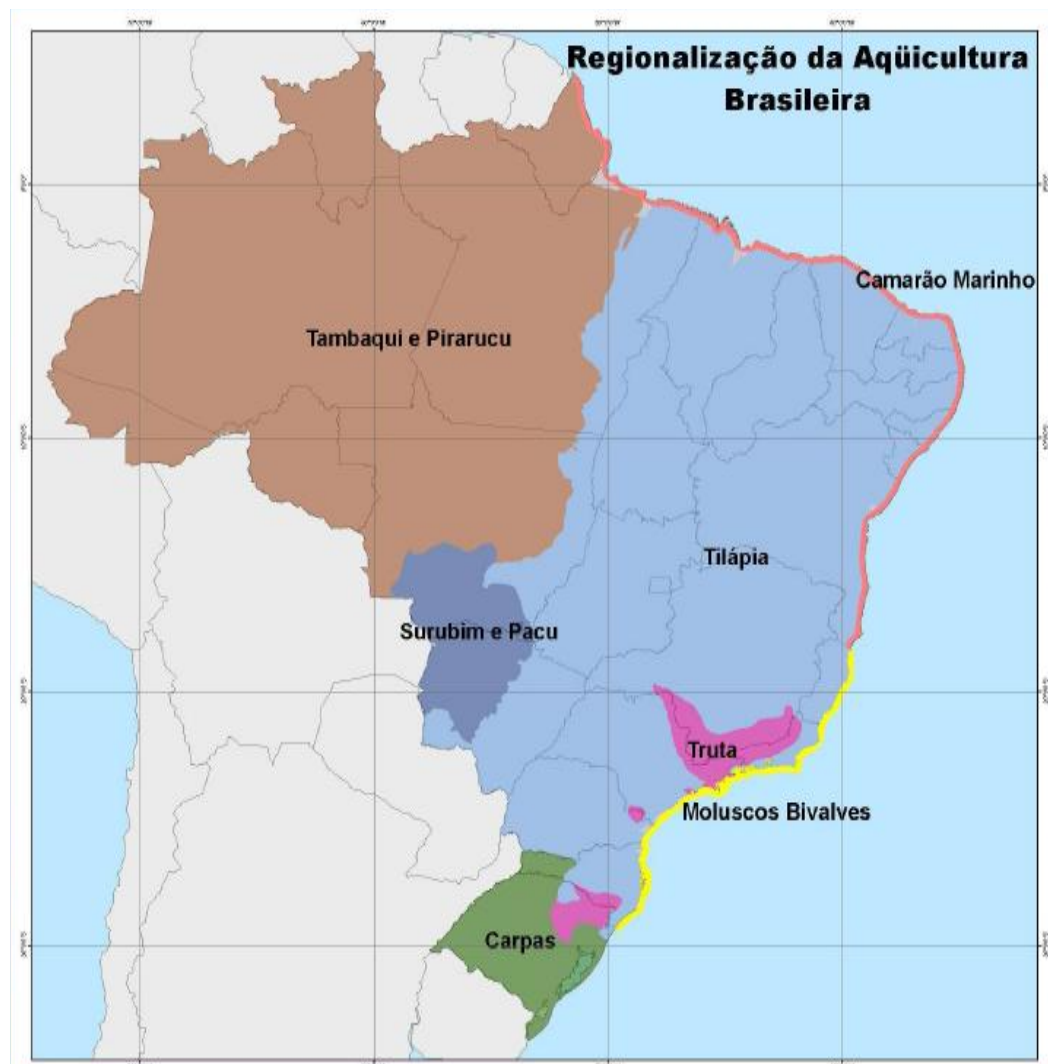 Regionalização da Aqüicultura
Brasileira
Camarão Marinho
Tambaqui e Pirarucu
Tilápia
Surubim e Pacu
Truta
Moluscos Bivalves
Carpas